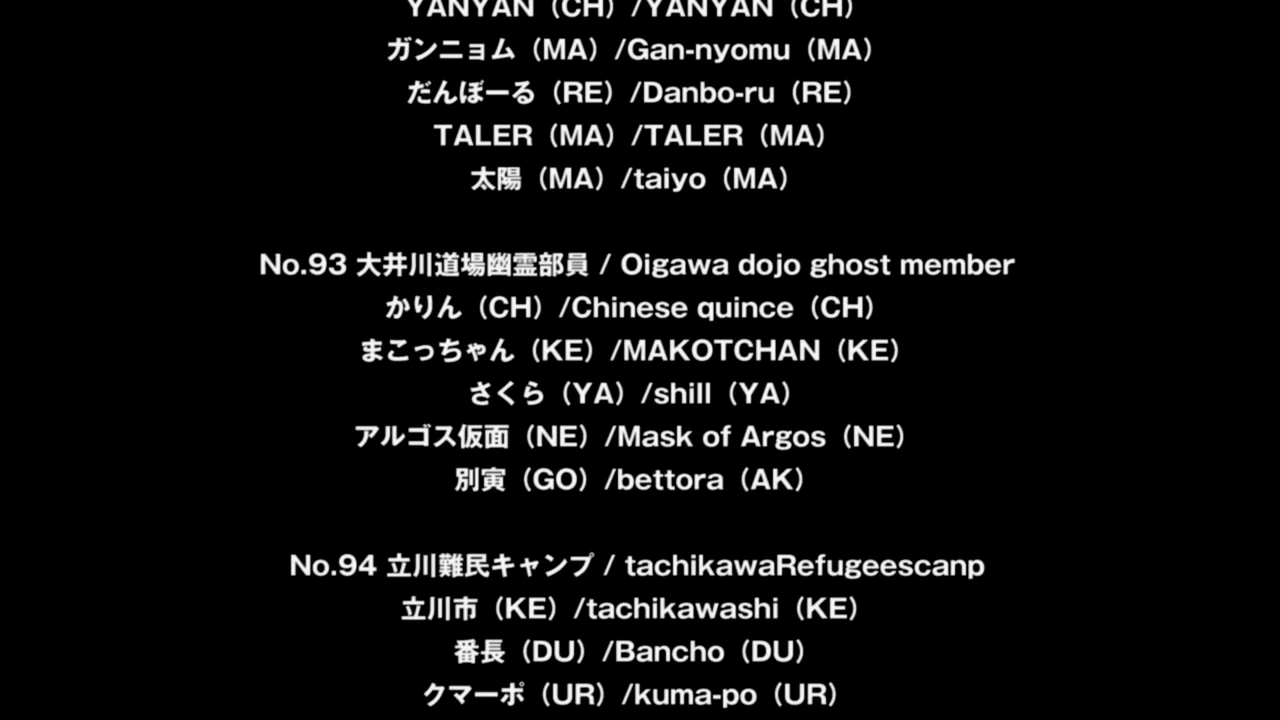 YANYAN（CH）/YANYAN（CH）
ガンニョム（MA）/Gan-nyomu（MA）
だんぼーる（RE）/Danbo-ru（RE）
TALER（MA）/TALER（MA）
太陽（MA）/taiyo（MA）
No.93 大井川道場幽霊部員 / Oigawa dojo ghost member
かりん（CH）/Chinese quince（CH）
まこっちゃん（KE）/MAKOTCHAN（KE）
さくら（YA）/shill（YA）
アルゴス仮面（NE）/Mask of Argos（NE）
別寅（GO）/bettora（AK）
No.94 立川難民キャンプ / tachikawaRefugeescanp
立川市（KE）/tachikawashi（KE）
番長（DU）/Bancho（DU）
クマーポ（UR）/kuma-po（UR）